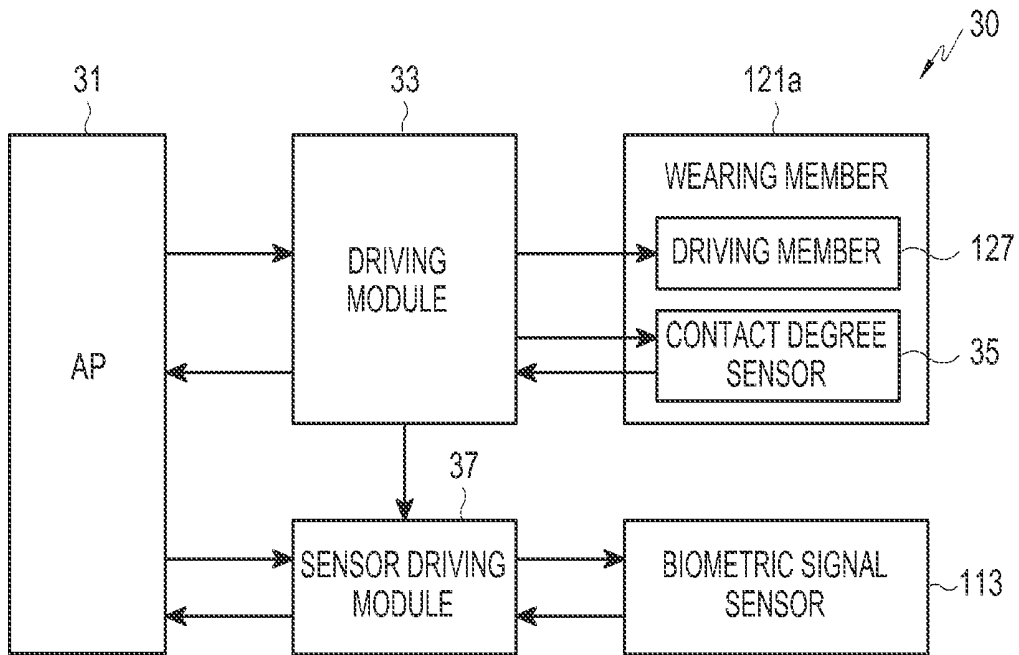 30
31
33
121a
WEARING MEMBER
DRIVING MEMBER
127
DRIVING
MODULE
AP
CONTACT DEGREE
SENSOR
35
37
SENSOR DRIVING
MODULE
BIOMETRIC SIGNAL
SENSOR
113